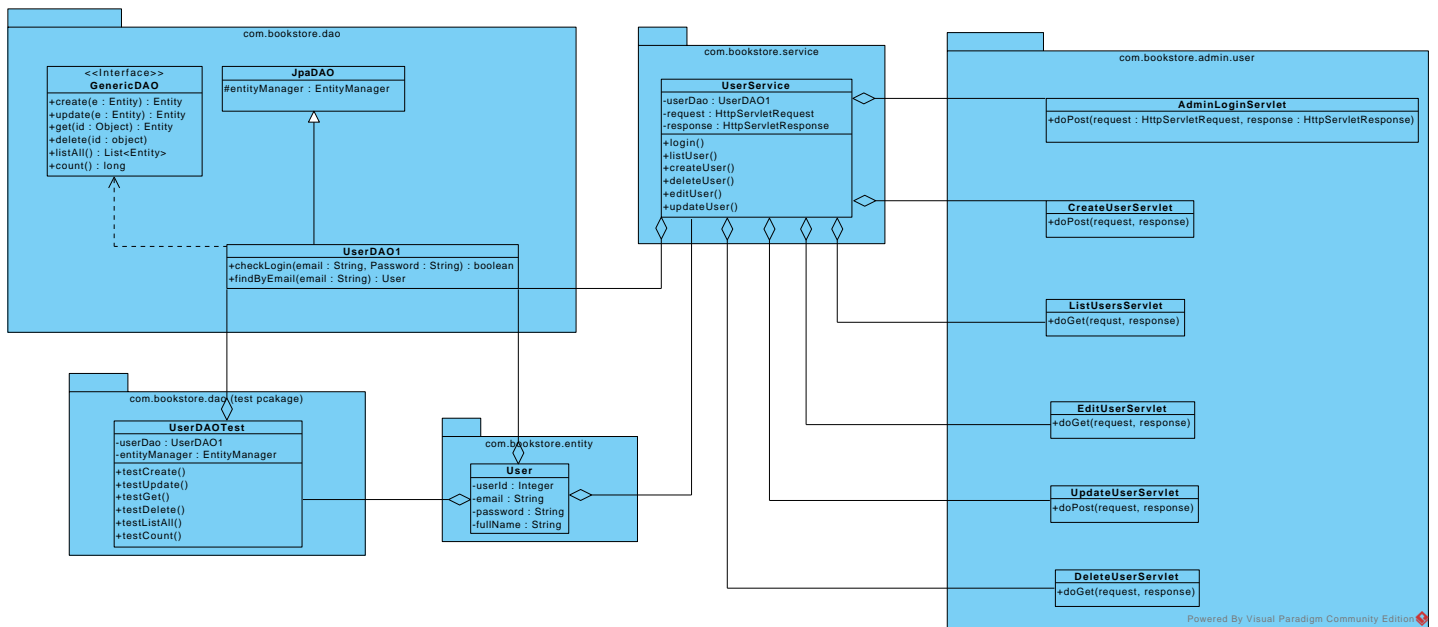 com.bookstore.dao
<<Interface>>
GenericDAO
+create(e : Entity) : Entity
+update(e : Entity) : Entity
+get(id : Object) : Entity
+delete(id : object)
+listAll() : List<Entity>
+count() : long
JpaDAO
#entityManager : EntityManager
UserDAO1
+checkLogin(email : String, Password : String) : boolean
+findByEmail(email : String) : User
com.bookstore.service
UserService
-userDao : UserDAO1
-request : HttpServletRequest
-response : HttpServletResponse
+login()
+listUser()
+createUser()
+deleteUser()
+editUser()
+updateUser()
com.bookstore.admin.user
AdminLoginServlet
+doPost(request : HttpServletRequest, response : HttpServletResponse)
CreateUserServlet
+doPost(request, response)
ListUsersServlet
+doGet(requst, response)
EditUserServlet
+doGet(request, response)
UpdateUserServlet
+doPost(request, response)
DeleteUserServlet
+doGet(request, response)
com.bookstore.dao (test pcakage)
UserDAOTest
-userDao : UserDAO1
-entityManager : EntityManager
+testCreate()
+testUpdate()
+testGet()
+testDelete()
+testListAll()
+testCount()
com.bookstore.entity
User
-userId : Integer
-email : String
-password : String
-fullName : String
Powered By Visual Paradigm Community Edition